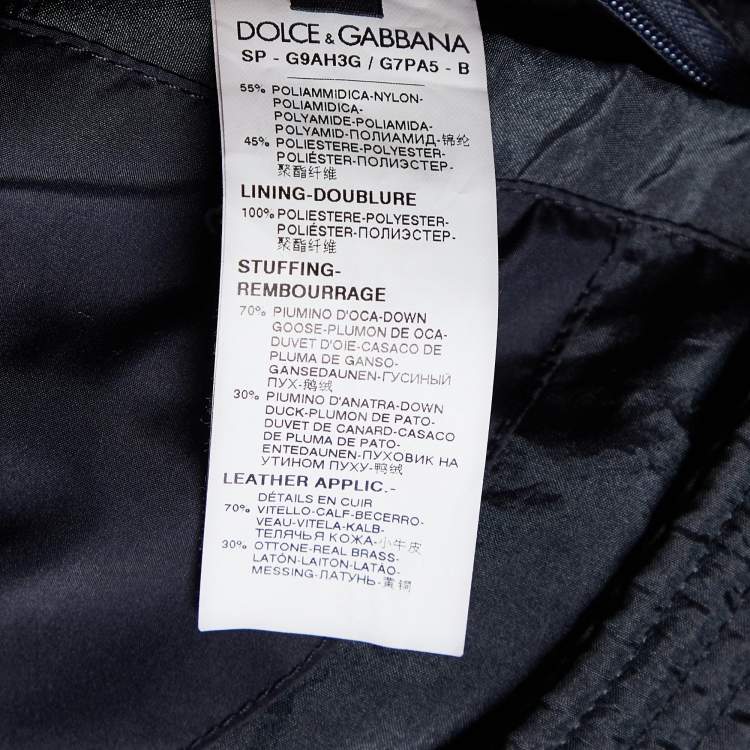 DOLCE & GABBANA
SP - G9AH3G / G7PA5 - B
55% POLIAMMIDICA-NYLON-
POLIAMIDICA-
POLYAMIDE-POLIAMIDA-
POLYAMID-ПОЛИАМИД-锦纶
45% POLIESTERE-POLYESTER-
POLIÉSTER-ПОЛИЭСТЕР-
聚酯纤维
LINING-DOUBLURE
100% POLIESTERE-POLYESTER-
POLIÉSTER-ПОЛИЭСТЕР-
聚酯纤维
STUFFING-
REMBOURRAGE
70% PIUMINO D'OCA-DOWN
GOOSE-PLUMON DE OCA-
DUVET D'OIE-CASACO DE
PLUMA DE GANSO-
GANSEDAUNEN-ГУСИНЫЙ
ПУХ-鹅绒
30% PIUMINO D'ANATRA-DOWN
DUCK-PLUMON DE PATO-
DUVET DE CANARD-CASACO
DE PLUMA DE PATO-
ENTEDAUNEN-ПУХОВИК НА
УТИНОМ ПУХУ-鸭绒
LEATHER APPLIC.-
DÉTAILS EN CUIR
70% VITELLO-CALF-BECERRO-
VEAU-VITELA-KALB-
ТЕЛЯЧЬЯ КОЖА-小牛皮
30% OTTONE-REAL BRASS-
LATÓN-LAITON-LATÃO-
MESSING-ЛАТУНЬ-黄铜